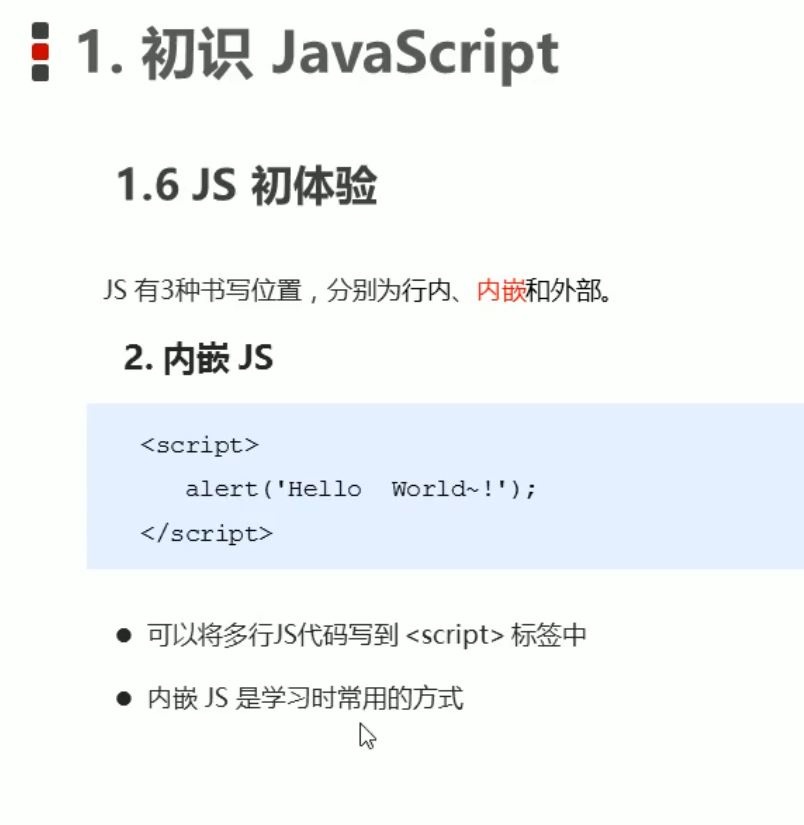 1. 初识 JavaScript
1.6 JS 初体验
JS 有3种书写位置，分别为行内、内嵌和外部。
2. 内嵌 JS
<script>
alert('Hello  World~!');
</script>
● 可以将多行JS代码写到 <script> 标签中
● 内嵌 JS 是学习时常用的方式